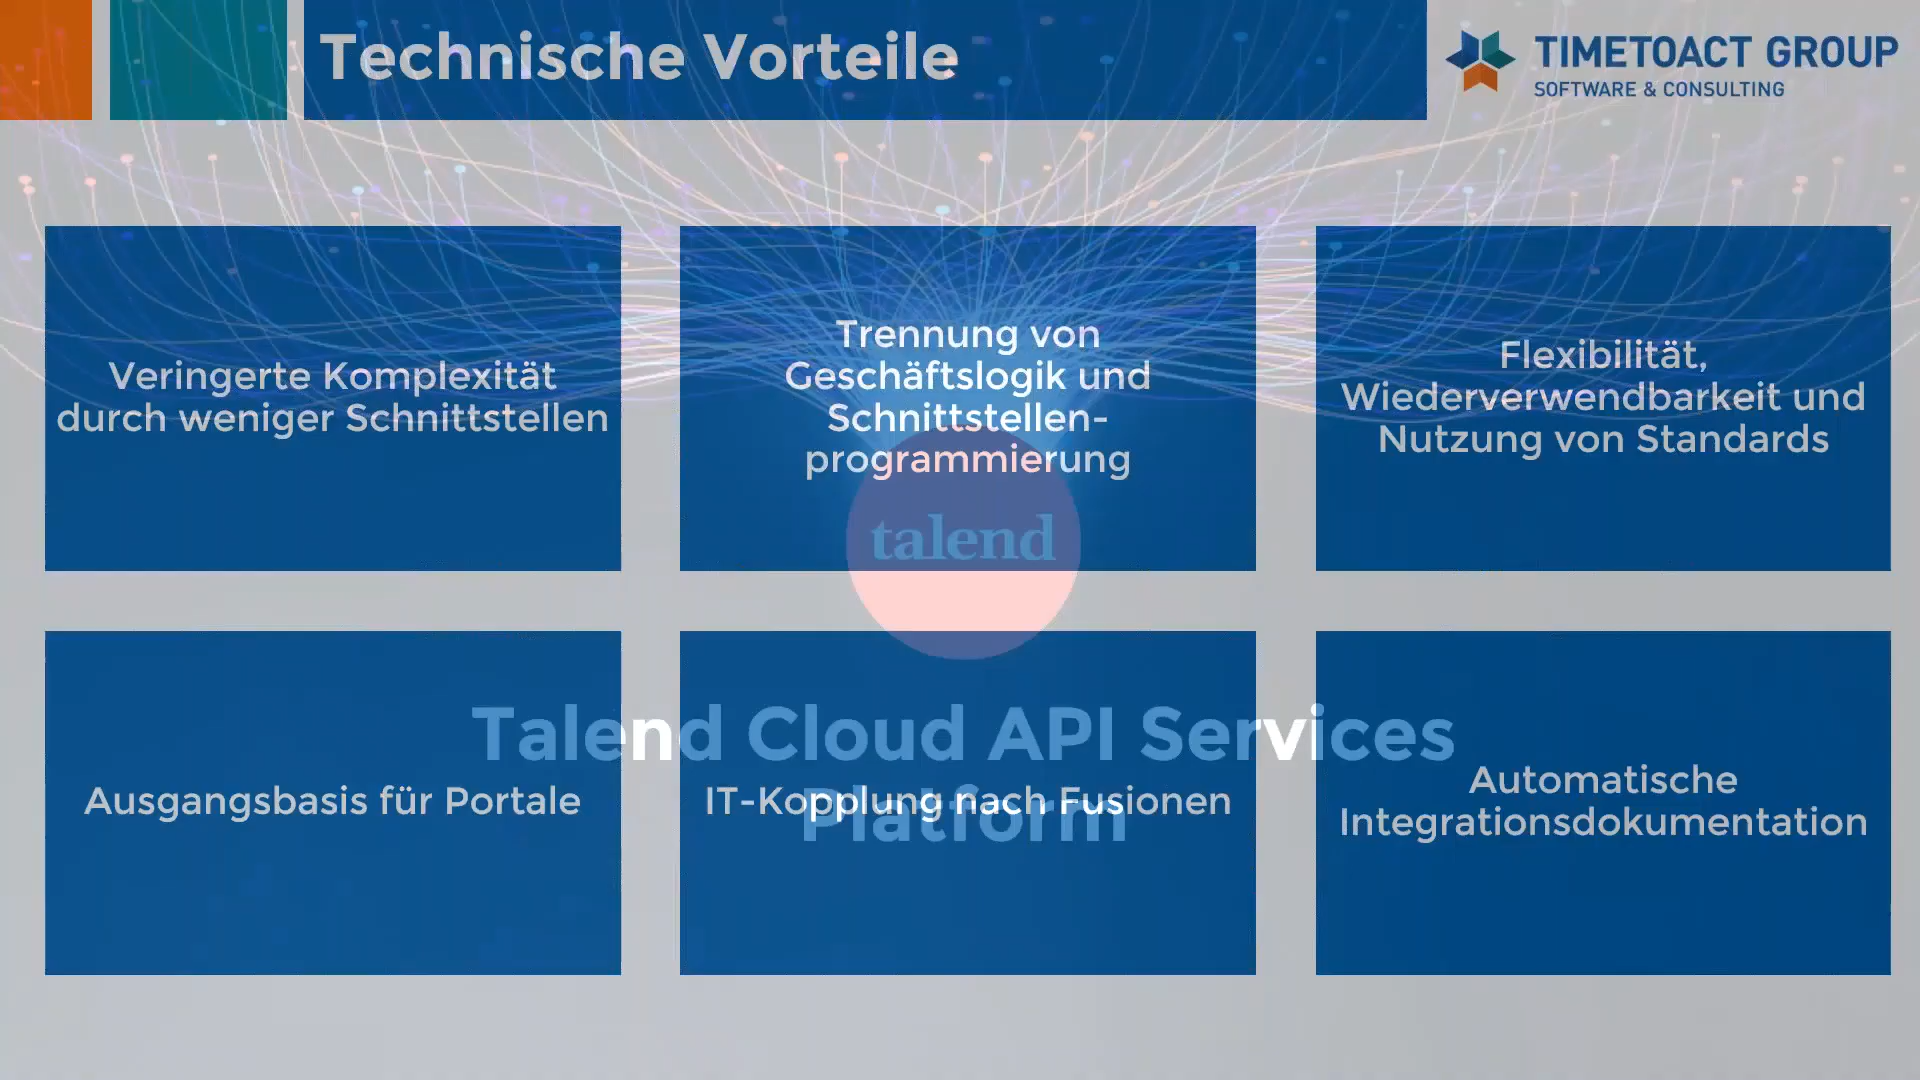 Technische Vorteile
TIMETOACT GROUP
SOFTWARE & CONSULTING
Veringerte Komplexität
durch weniger Schnittstellen
Trennung von
Geschäftslogik und
Schnittstellen-
programmierung
Flexibilität,
Wiederverwendbarkeit und
Nutzung von Standards
talend
Talend Cloud API Services
Platform
Ausgangsbasis für Portale
IT-Kopplung nach Fusionen
Automatische
Integrationsdokumentation